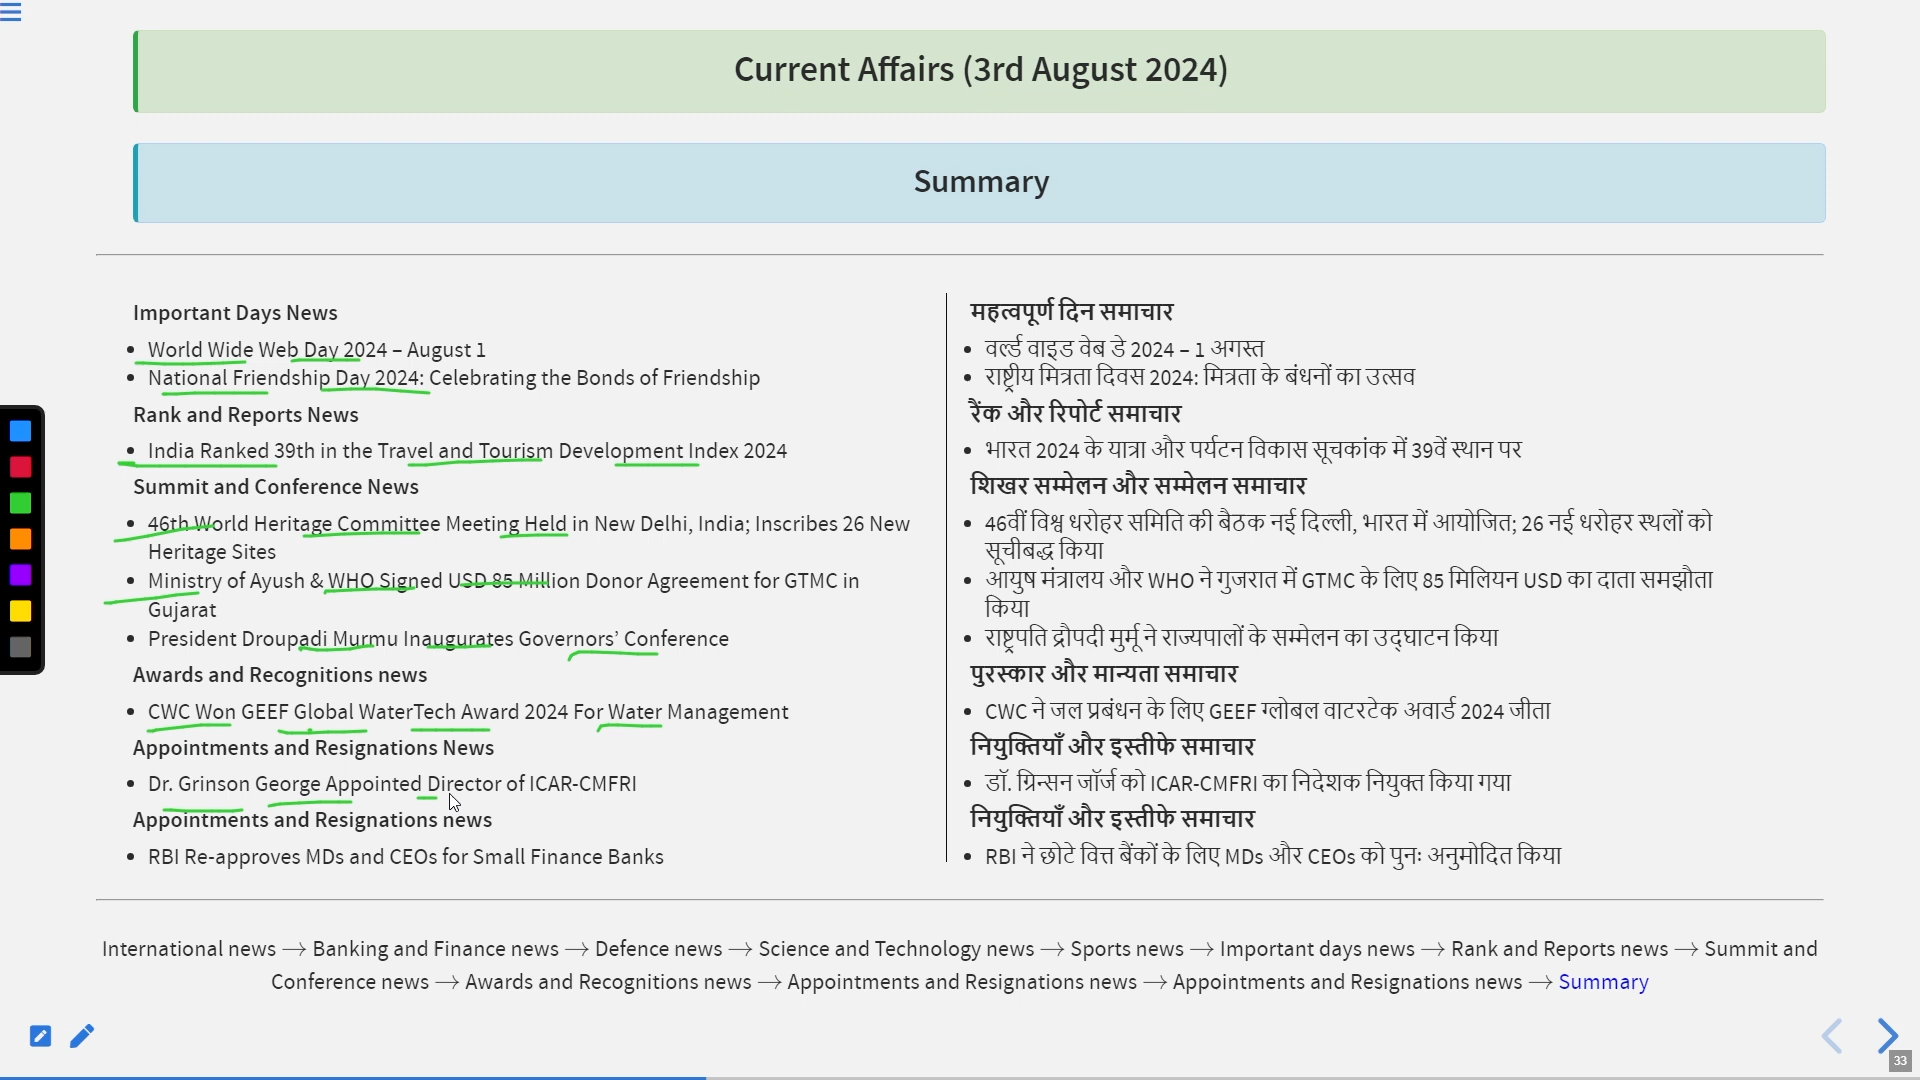 Current Affairs (3rd August 2024)
Summary
Important Days News
World Wide Web Day 2024 – August 1
National Friendship Day 2024: Celebrating the Bonds of Friendship
Rank and Reports News
India Ranked 39th in the Travel and Tourism Development Index 2024
Summit and Conference News
46th World Heritage Committee Meeting Held in New Delhi, India; Inscribes 26 New
Heritage Sites
Ministry of Ayush & WHO Signed USD 85 Million Donor Agreement for GTMC in
Gujarat
President Droupadi Murmu Inaugurates Governors’ Conference
Awards and Recognitions news
CWC Won GEEF Global WaterTech Award 2024 For Water Management
Appointments and Resignations News
Dr. Grinson George Appointed Director of ICAR-CMFRI
Appointments and Resignations news
RBI Re-approves MDs and CEOs for Small Finance Banks
महत्वपूर्ण दिन समाचार
वर्ल्ड वाइड वेब डे 2024 – 1 अगस्त
राष्ट्रीय मित्रता दिवस 2024: मित्रता के बंधनों का उत्सव
रैंक और रिपोर्ट समाचार
भारत 2024 के यात्रा और पर्यटन विकास सूचकांक में 39वें स्थान पर
शिखर सम्मेलन और सम्मेलन समाचार
46वीं विश्व धरोहर समिति की बैठक नई दिल्ली, भारत में आयोजित; 26 नई धरोहर स्थलों को
सूचीबद्ध किया
आयुष मंत्रालय और WHO ने गुजरात में GTMC के लिए 85 मिलियन USD का दाता समझौता
किया
राष्ट्रपति द्रौपदी मुर्मू ने राज्यपालों के सम्मेलन का उद्घाटन किया
पुरस्कार और मान्यता समाचार
CWC ने जल प्रबंधन के लिए GEEF ग्लोबल वाटरटेक अवार्ड 2024 जीता
नियुक्तियाँ और इस्तीफे समाचार
डॉ. ग्रिन्सन जॉर्ज को ICAR-CMFRI का निदेशक नियुक्त किया गया
नियुक्तियाँ और इस्तीफे समाचार
RBI ने छोटे वित्त बैंकों के लिए MDs और CEOs को पुनः अनुमोदित किया
International news → Banking and Finance news → Defence news → Science and Technology news → Sports news → Important days news → Rank and Reports news → Summit and
Conference news → Awards and Recognitions news → Appointments and Resignations news → Appointments and Resignations news → Summary
33